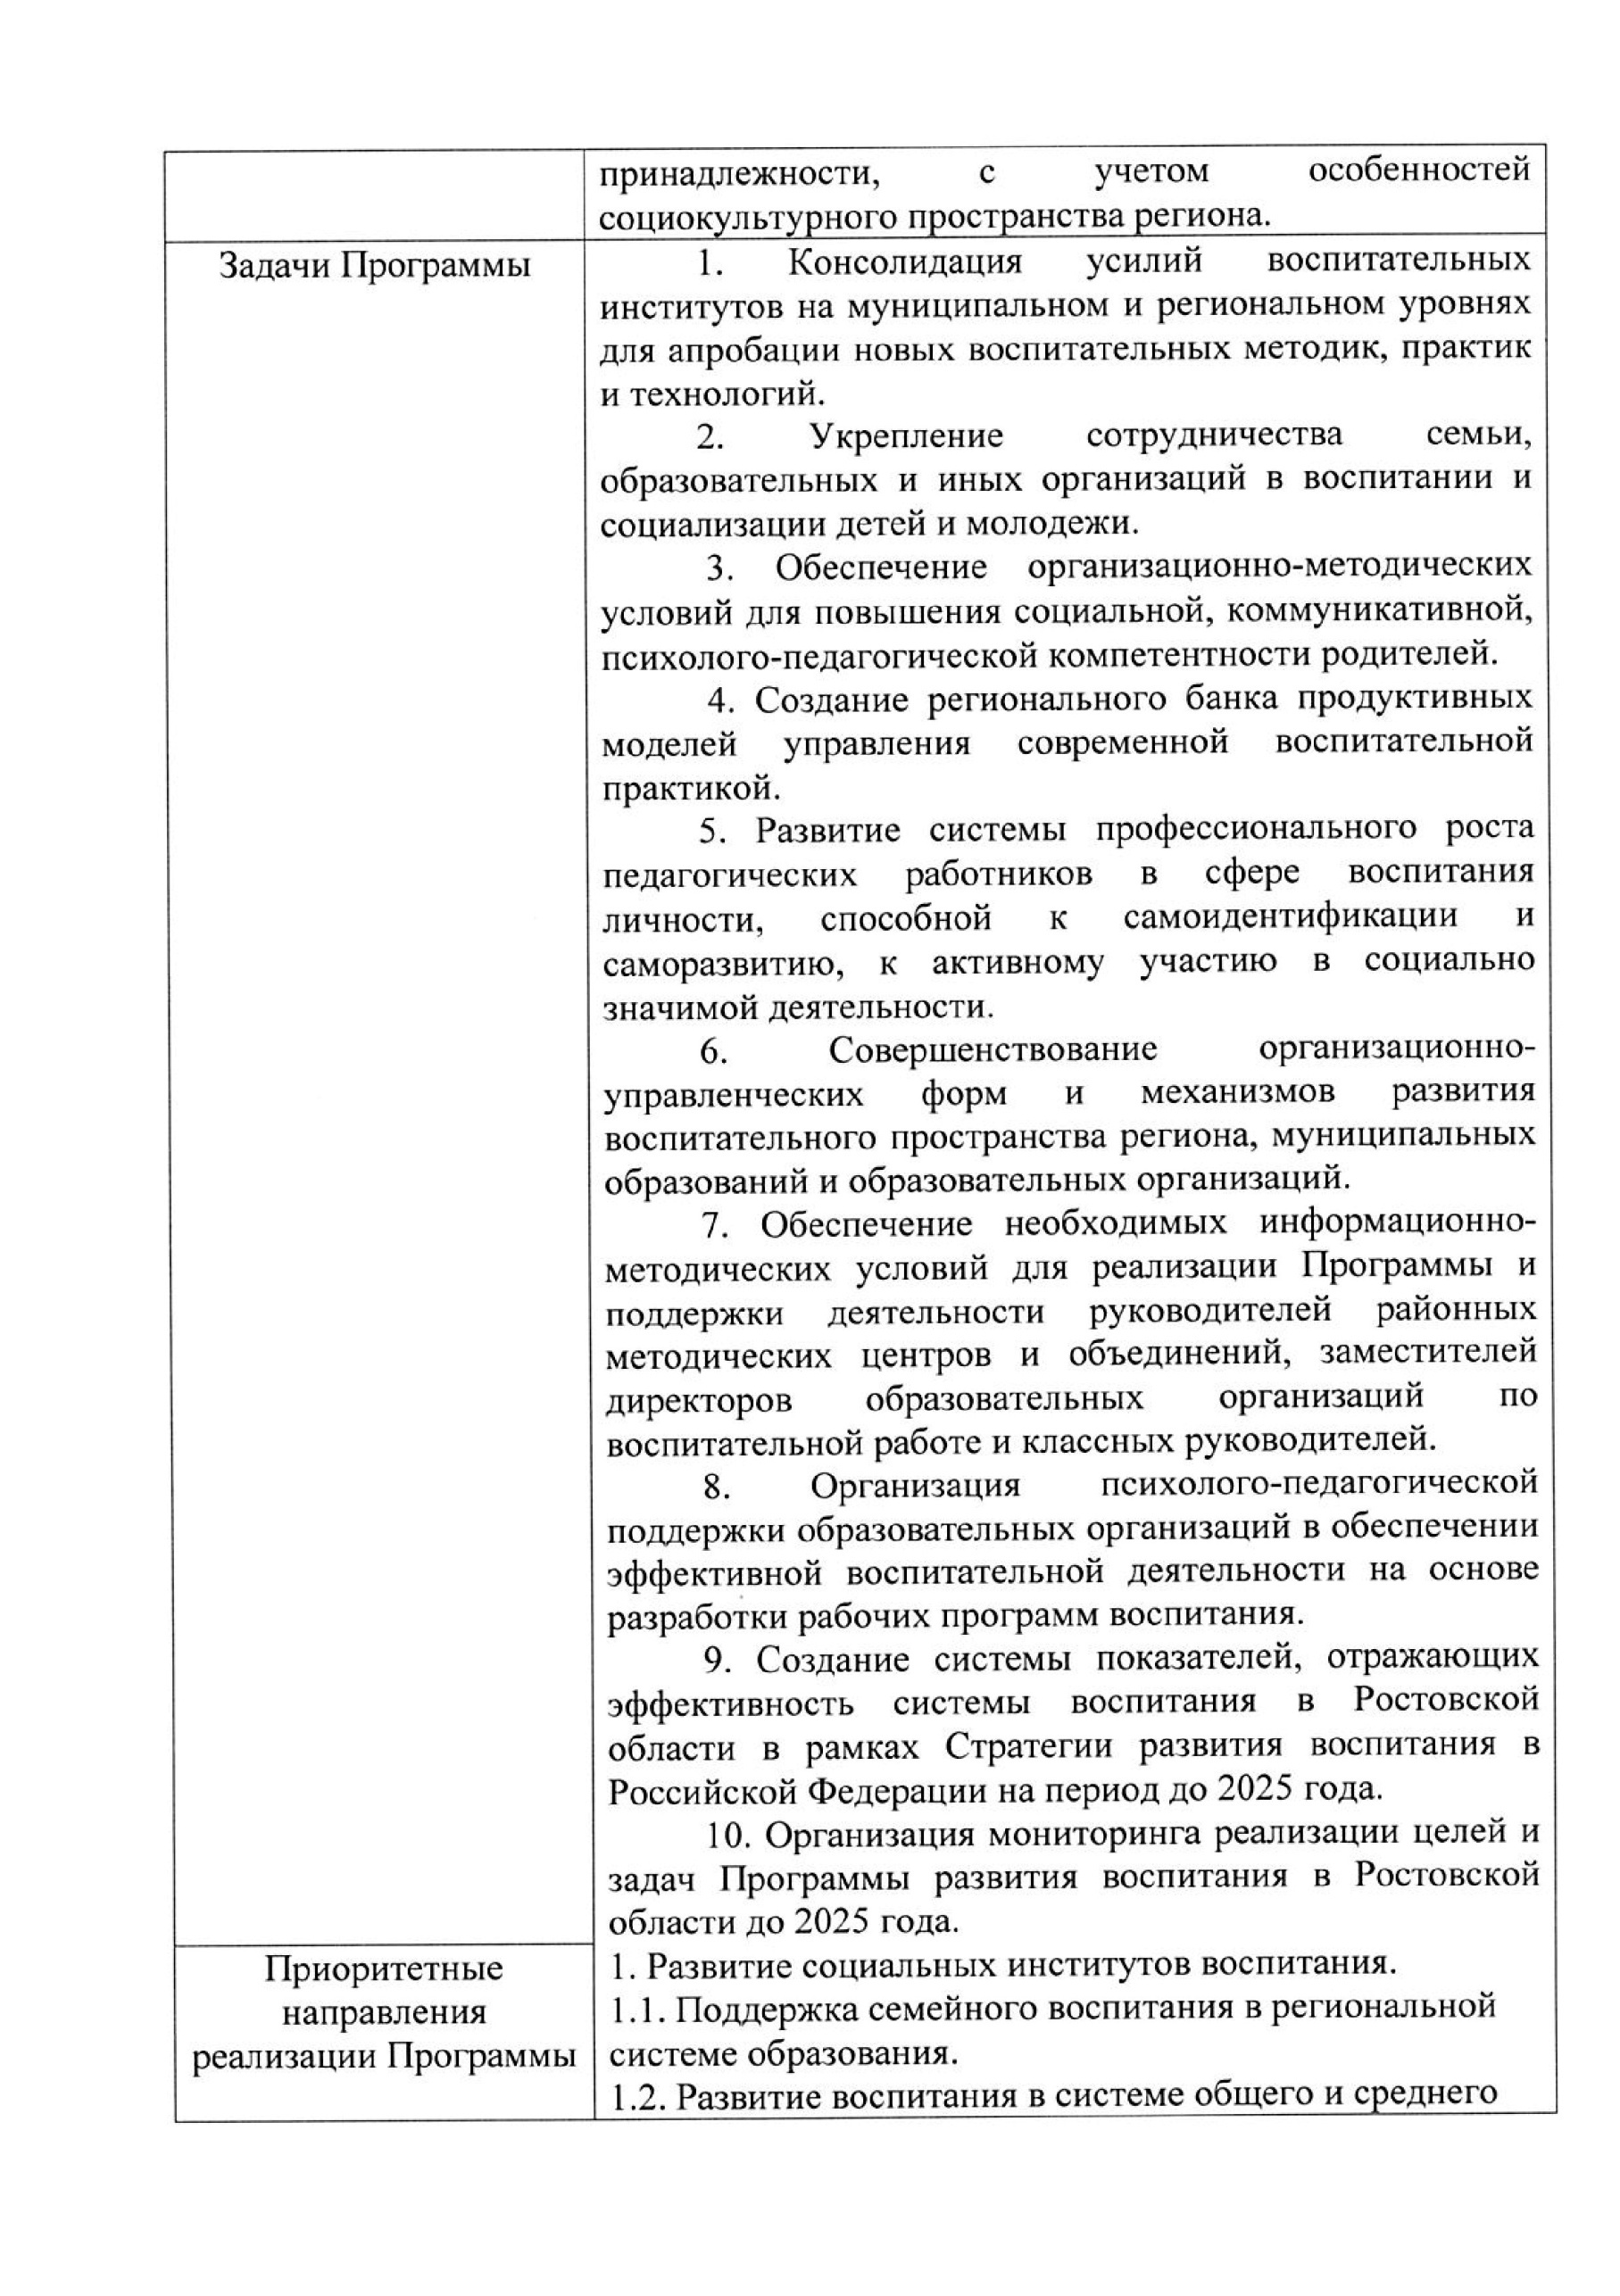 принадлежности, с учетом особенностей
социокультурного пространства региона.
Задачи Программы
1. Консолидация усилий воспитательных
институтов на муниципальном и региональном уровнях
для апробации новых воспитательных методик, практик
и технологий.
2. Укрепление сотрудничества семьи,
образовательных и иных организаций в воспитании и
социализации детей и молодежи.
3. Обеспечение организационно-методических
условий для повышения социальной, коммуникативной,
психолого-педагогической компетентности родителей.
4. Создание регионального банка продуктивных
моделей управления современной воспитательной
практикой.
5. Развитие системы профессионального роста
педагогических работников в сфере воспитания
личности, способной к самоидентификации и
саморазвитию, к активному участию в социально
значимой деятельности.
6. Совершенствование организационно-
управленческих форм и механизмов развития
воспитательного пространства региона, муниципальных
образований и образовательных организаций.
7. Обеспечение необходимых информационно-
методических условий для реализации Программы и
поддержки деятельности руководителей районных
методических центров и объединений, заместителей
директоров образовательных организаций по
воспитательной работе и классных руководителей.
8. Организация психолого-педагогической
поддержки образовательных организаций в обеспечении
эффективной воспитательной деятельности на основе
разработки рабочих программ воспитания.
9. Создание системы показателей, отражающих
эффективность системы воспитания в Ростовской
области в рамках Стратегии развития воспитания в
Российской Федерации на период до 2025 года.
10. Организация мониторинга реализации целей и
задач Программы развития воспитания в Ростовской
области до 2025 года.
Приоритетные
направления
реализации Программы
1. Развитие социальных институтов воспитания.
1.1. Поддержка семейного воспитания в региональной
системе образования.
1.2. Развитие воспитания в системе общего и среднего